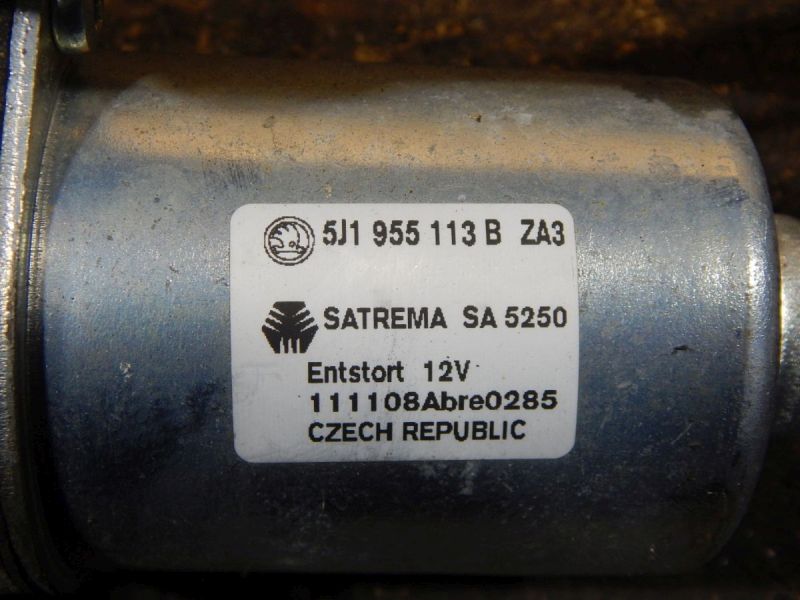 5J1 955 113 B ZA3
SATREMA SA 5250
Entstort 12V
111108Abre0285
CZECH REPUBLIC